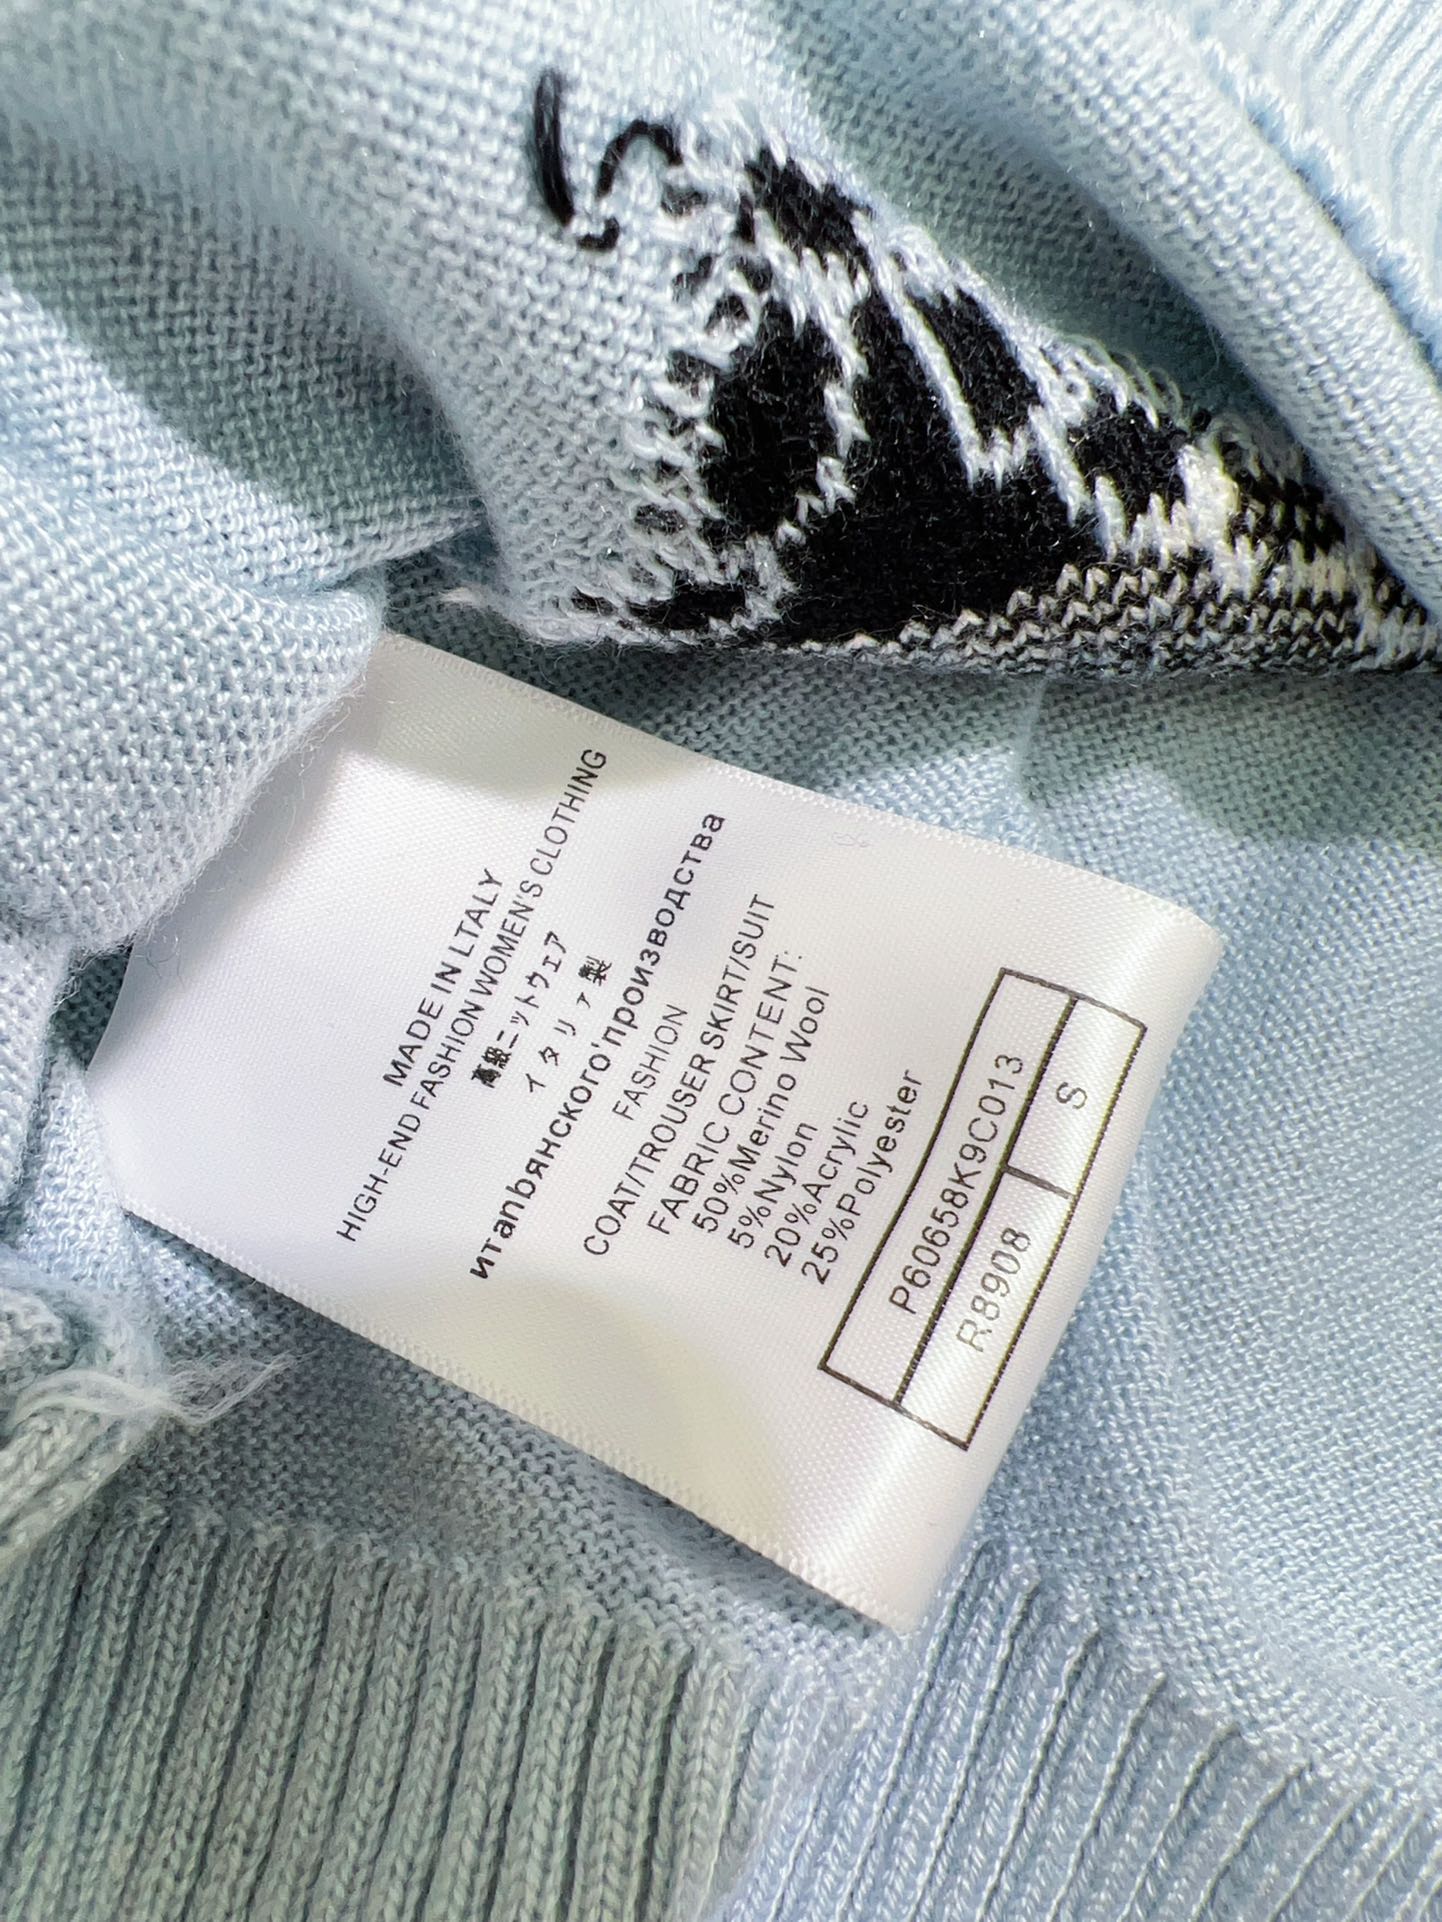 MADE IN LTALY
HIGH-END FASHION WOMEN'S CLOTHING
高級ニットウェア
イタリァ製
итапbянского'производства
FASHION
COAT/TROUSER SKIRT/SUIT
FABRIC CONTENT:
50%Merino Wool
5%Nylon
20%Acrylic
25%Polyester
P60658K9C013
R8908 S